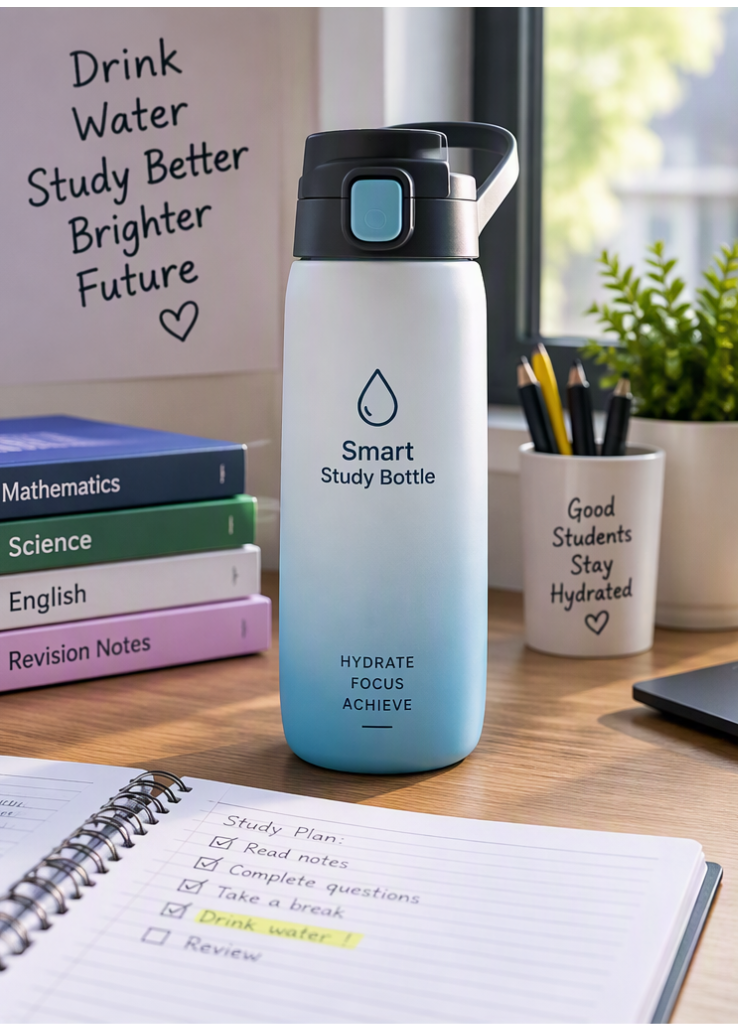 Drink
Water
Study Better
Brighter
Future
Smart
Study Bottle
HYDRATE
FOCUS
ACHIEVE
Mathematics
Science
English
Revision Notes
Good
Students
Stay
Hydrated
Study Plan:
Read notes
Complete questions
Take a break
Drink water !
Review